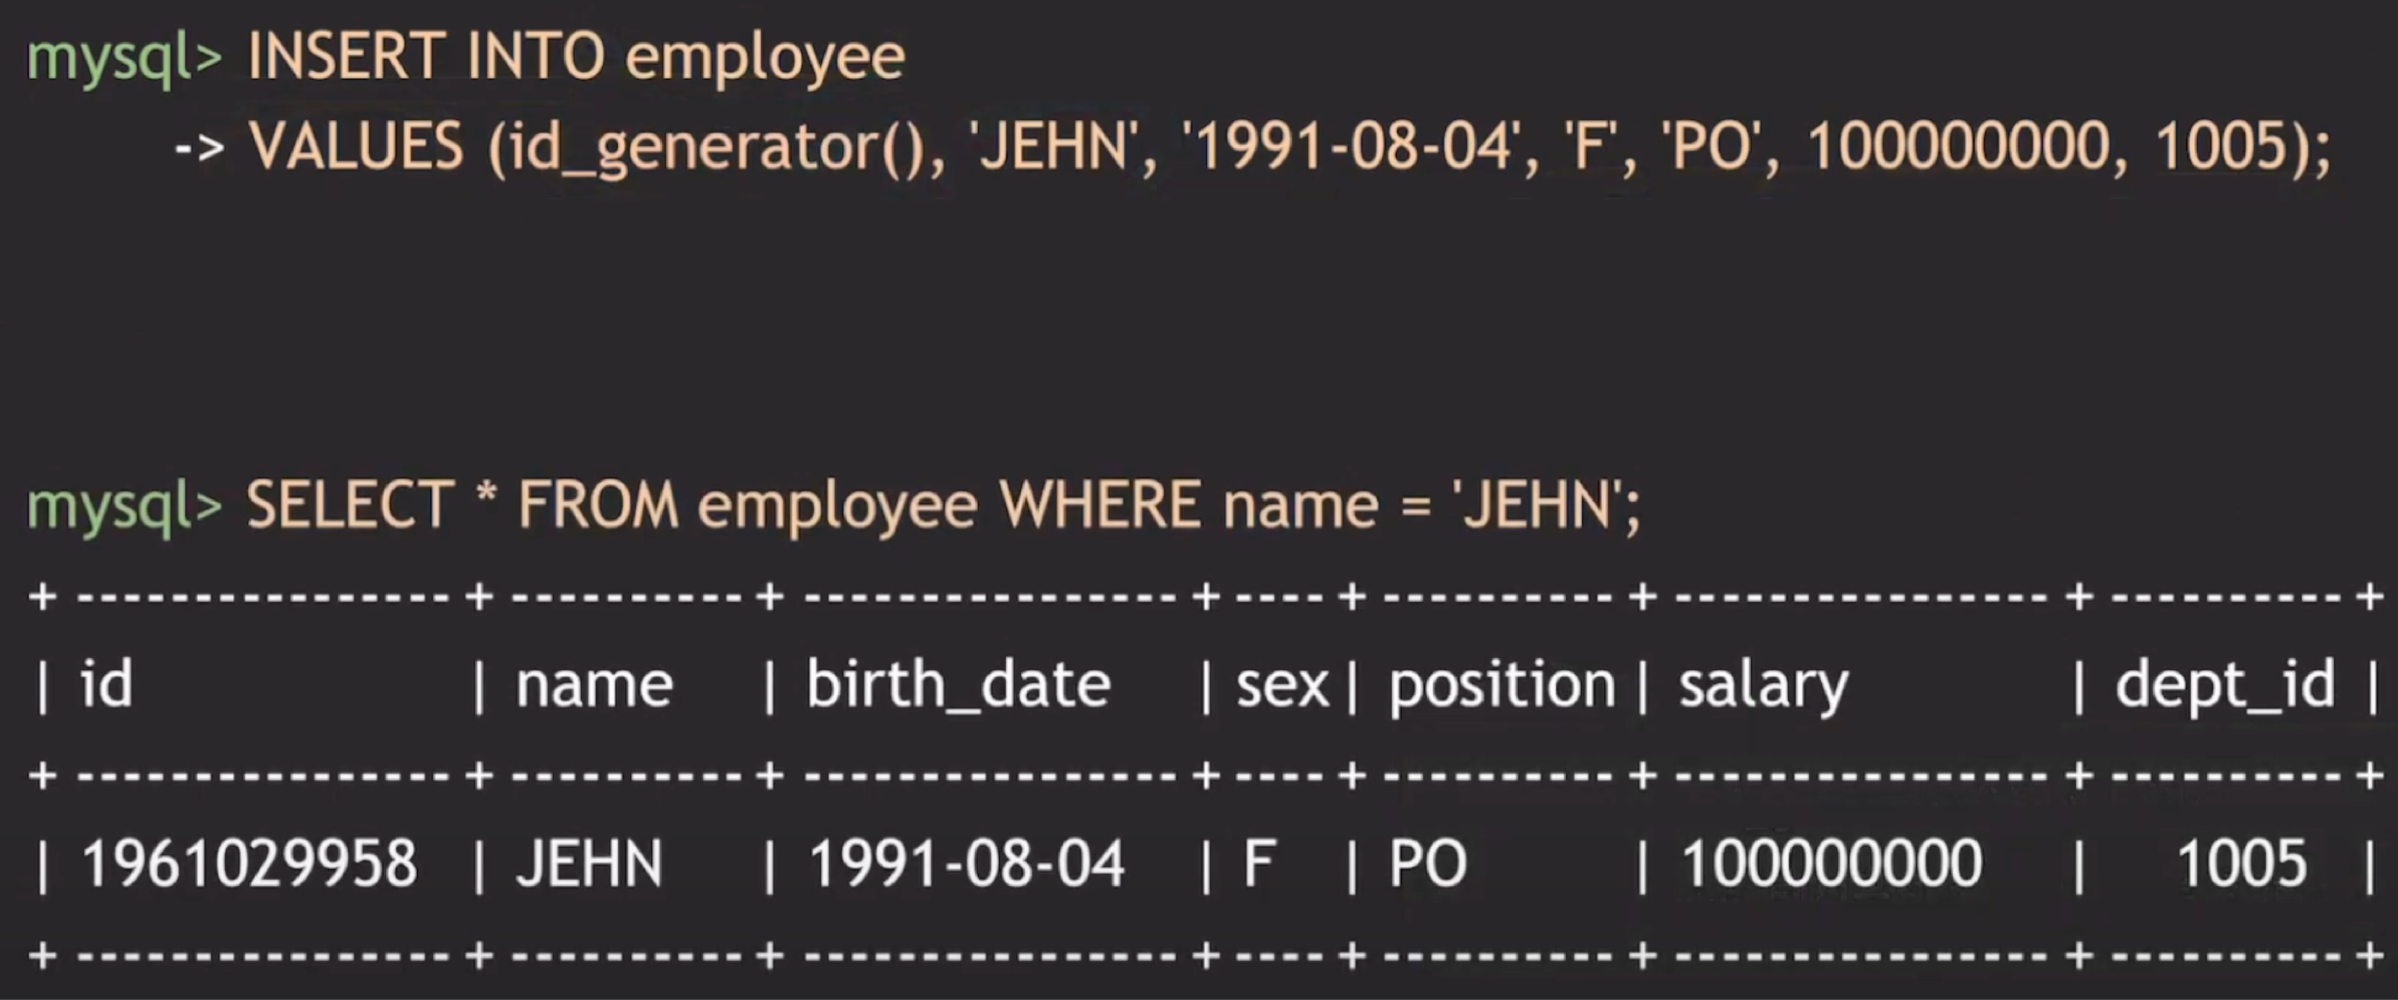 mysql> INSERT INTO employee
-> VALUES (id_generator(), 'JEHN', '1991-08-04', 'F', 'PO', 100000000, 1005);
mysql> SELECT * FROM employee WHERE name = 'JEHN';
+ ---------------- + ---------- + ---------------- + ---- + ---------- + ---------------- + ---------- +
| id | name | birth_date | sex | position | salary | dept_id |
+ ---------------- + ---------- + ---------------- + ---- + ---------- + ---------------- + ---------- +
| 1961029958 | JEHN | 1991-08-04 | F | PO | 100000000 | 1005 |
+ ---------------- + ---------- + ---------------- + ---- + ---------- + ---------------- + ---------- +